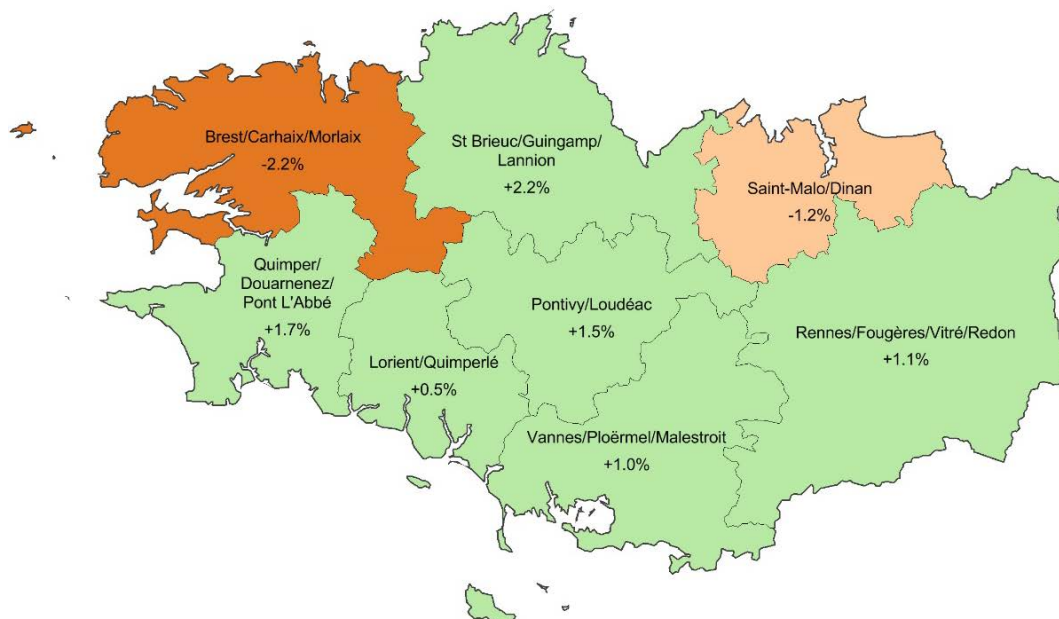 Brest/Carhaix/Morlaix
-2.2%
St Brieuc/Guingamp/
Lannion
+2.2%
Saint-Malo/Dinan
-1.2%
Quimper/
Douarnenez/
Pont L'Abbé
+1.7%
Pontivy/Loudéac
+1.5%
Rennes/Fougères/Vitré/Redon
+1.1%
Lorient/Quimperlé
+0.5%
Vannes/Ploërmel/Malestroit
+1.0%